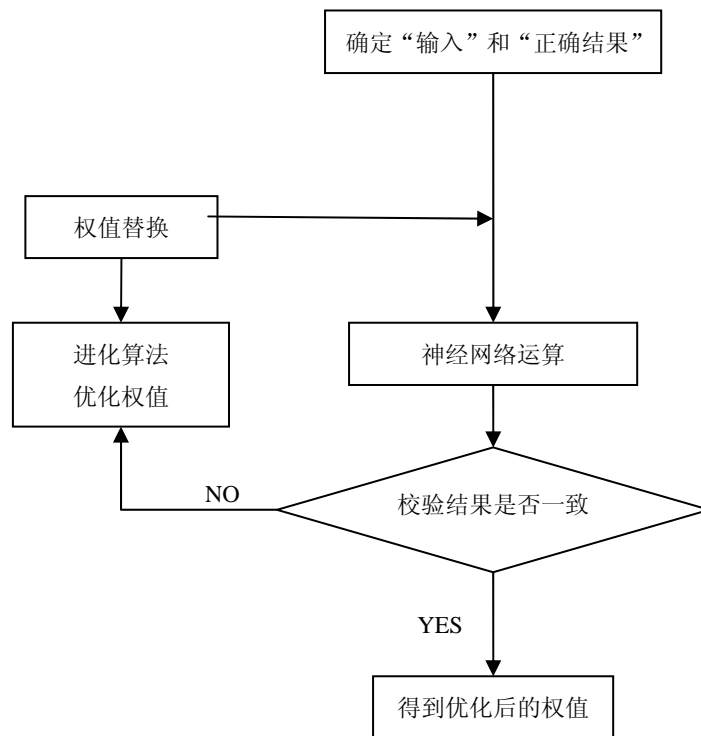 确定“输入”和“正确结果”
权值替换
进化算法
优化权值
神经网络运算
NO
校验结果是否一致
YES
得到优化后的权值